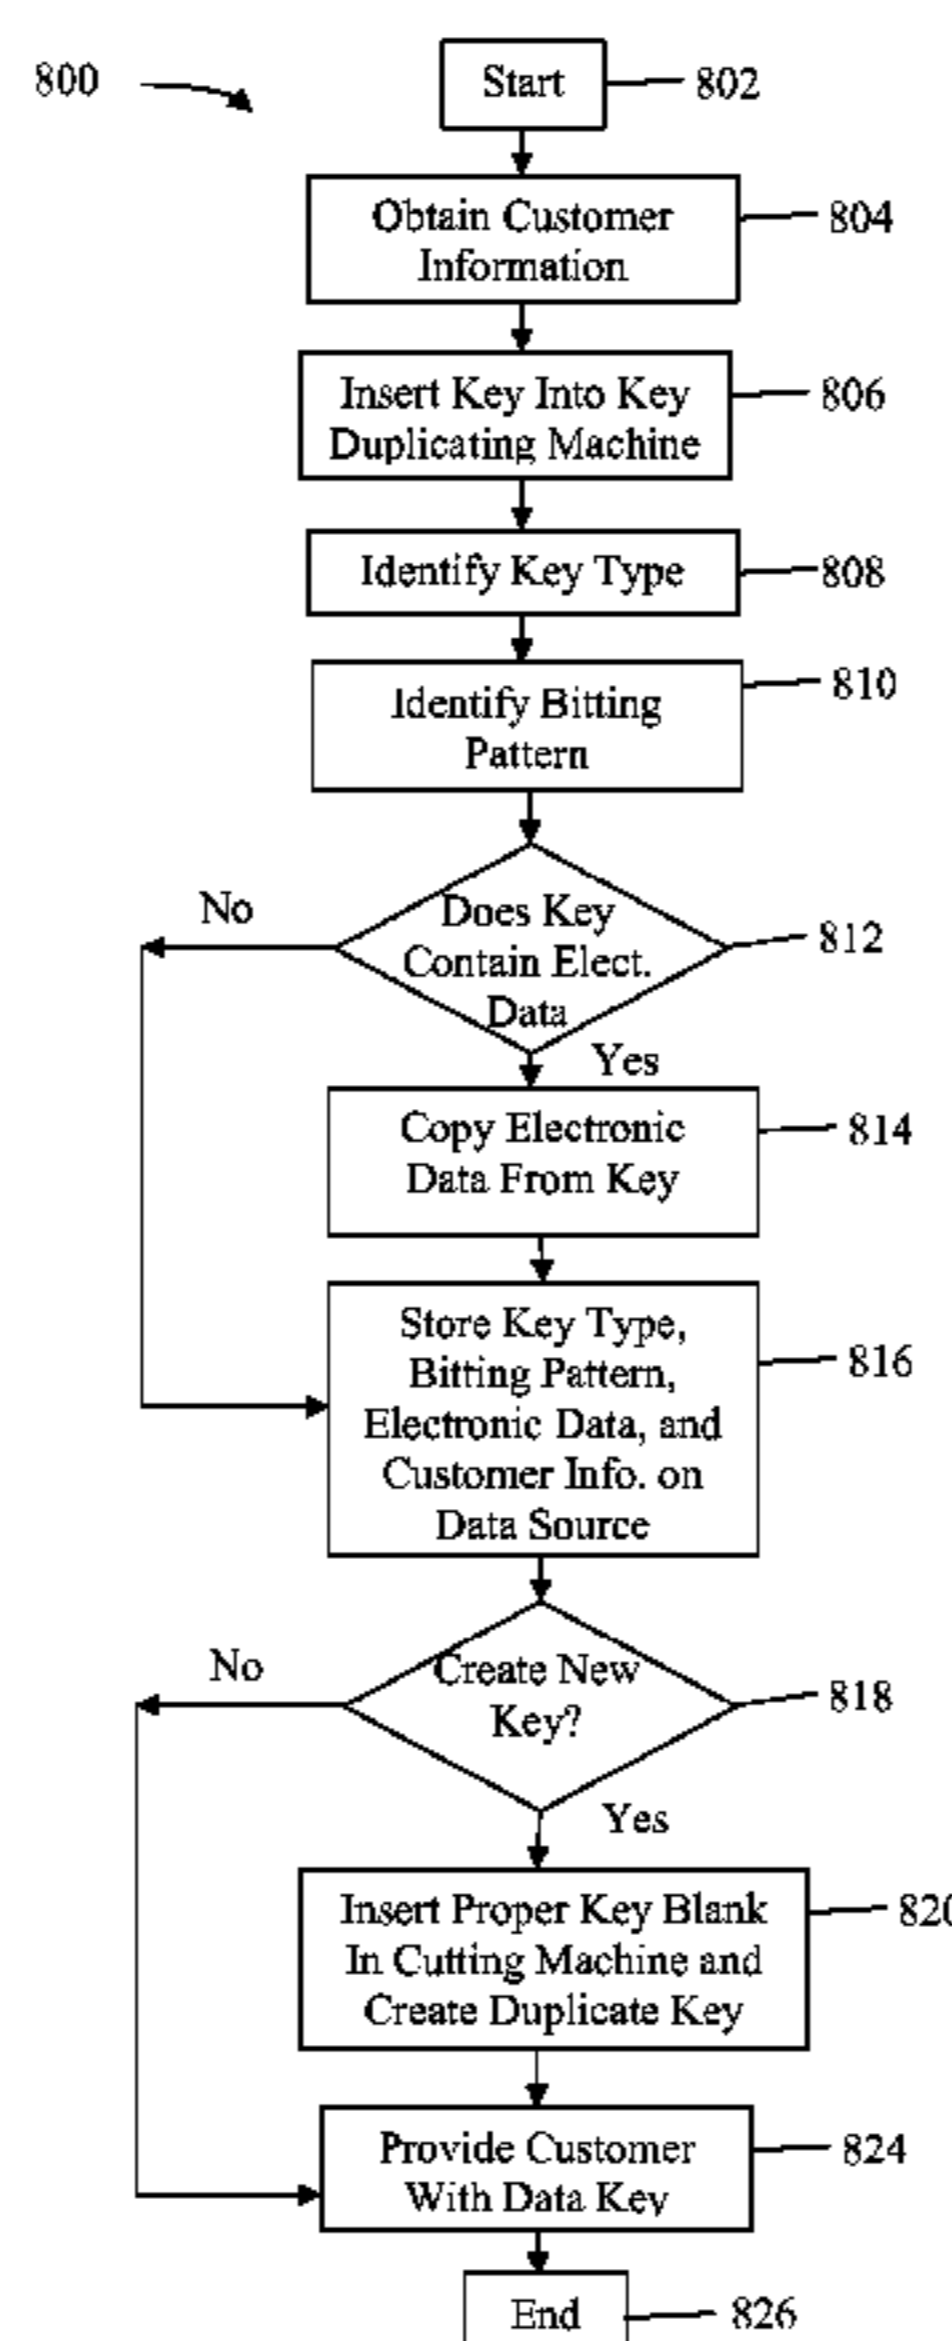 800
Start
802
Obtain Customer
Information
804
Insert Key Into Key
Duplicating Machine
806
Identify Key Type
808
Identify Bitting
Pattern
810
No
Does Key
Contain Elect.
Data
812
Yes
Copy Electronic
Data From Key
814
Store Key Type,
Bitting Pattern,
Electronic Data, and
Customer Info. on
Data Source
816
No
Create New
Key?
818
Yes
Insert Proper Key Blank
In Cutting Machine and
Create Duplicate Key
820
Provide Customer
With Data Key
824
End
826